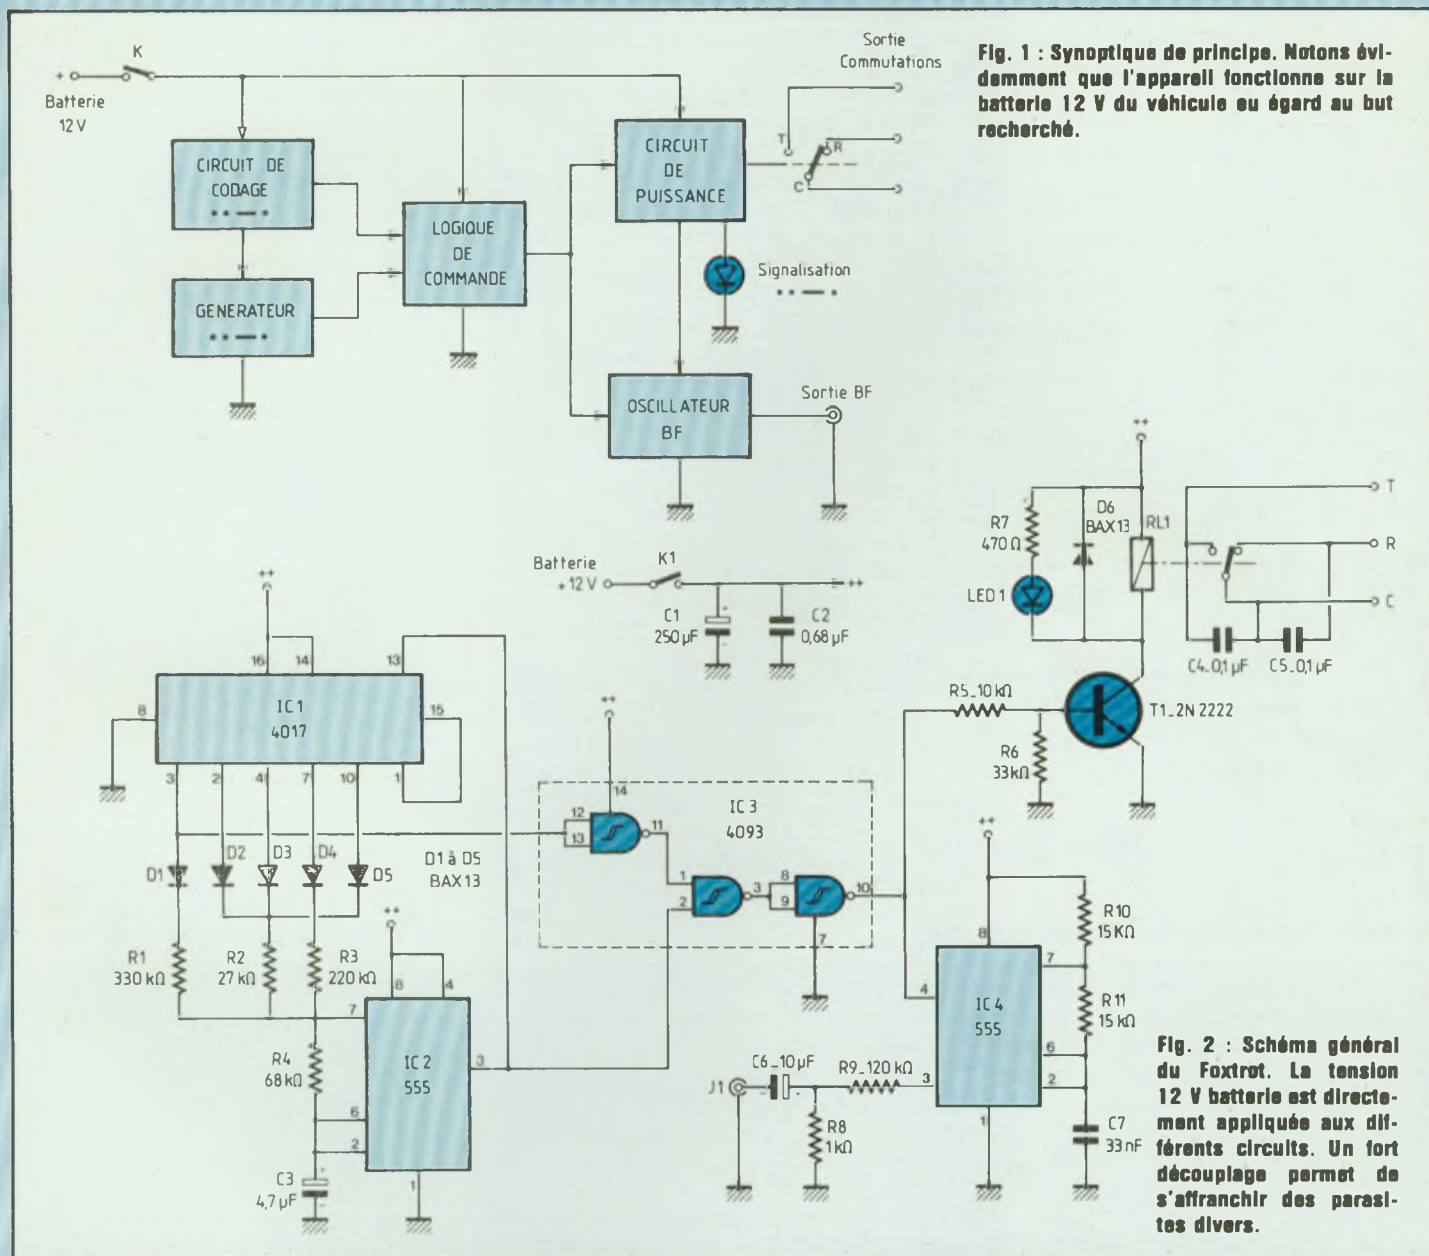 K
+
Batterie
12 V
CIRCUIT DE
CODAGE
GENERATEUR
LOGIQUE
DE
COMMANDE
CIRCUIT
DE
PUISSANCE
Signalisation
OSCILLATEUR
BF
Sortie BF
Sortie
Commutations
T
R
C
Fig. 1 : Synoptique de principe. Notons évi-
demment que l'appareil fonctionne sur la
batterie 12 V du véhicule eu égard au but
recherché.
Batterie
+12 V
K1
++
C1
250 µF
+
-
C2
0,68 µF
++
R7
470 Ω
LED 1
D6
BAX13
RL1
T
R
C
C4_0,1 µF
C5_0,1 µF
R5_10 kΩ
R6
33kΩ
T1_2N 2222
++
16
14
13
8
IC 1
4017
15
3
2
4
7
10
1
D1
D2
D3
D4
D5
D1 à D5
BAX13
R1
330 kΩ
R2
27 kΩ
R3
220 kΩ
++
8
4
7
R4
68 kΩ
IC 2
555
3
6
2
1
C3
4,7 µF
+
-
++
14
IC 3
4093
12
13
11
1
2
3
8
9
10
7
++
8
7
R10
15 KΩ
R11
15 kΩ
4
IC 4
555
6
2
3
1
C7
33 nF
J1
C6_10 µF
-
+
R9_120 kΩ
R8
1 kΩ
Fig. 2 : Schéma général
du Foxtrot. La tension
12 V batterie est directe-
ment appliquée aux dif-
férents circuits. Un fort
découplage permet de
s'affranchir des parasi-
tes divers.